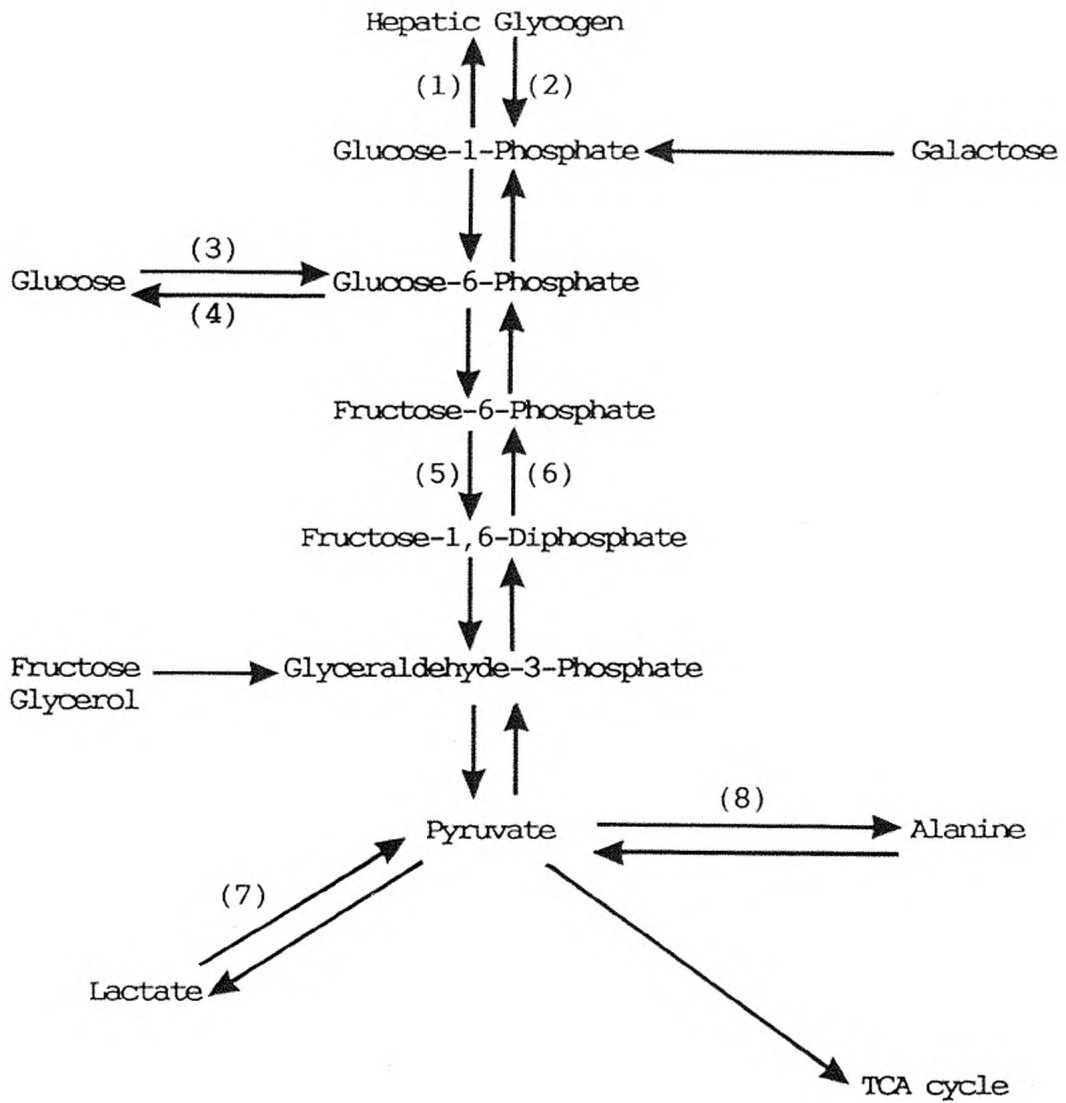 Hepatic Glycogen
(1)
(2)
Glucose-1-Phosphate
Galactose
(3)
Glucose
Glucose-6-Phosphate
(4)
Fructose-6-Phosphate
(5)
(6)
Fructose-1,6-Diphosphate
Fructose
Glycerol
Glyceraldehyde-3-Phosphate
(8)
Pyruvate
Alanine
(7)
Lactate
TCA cycle